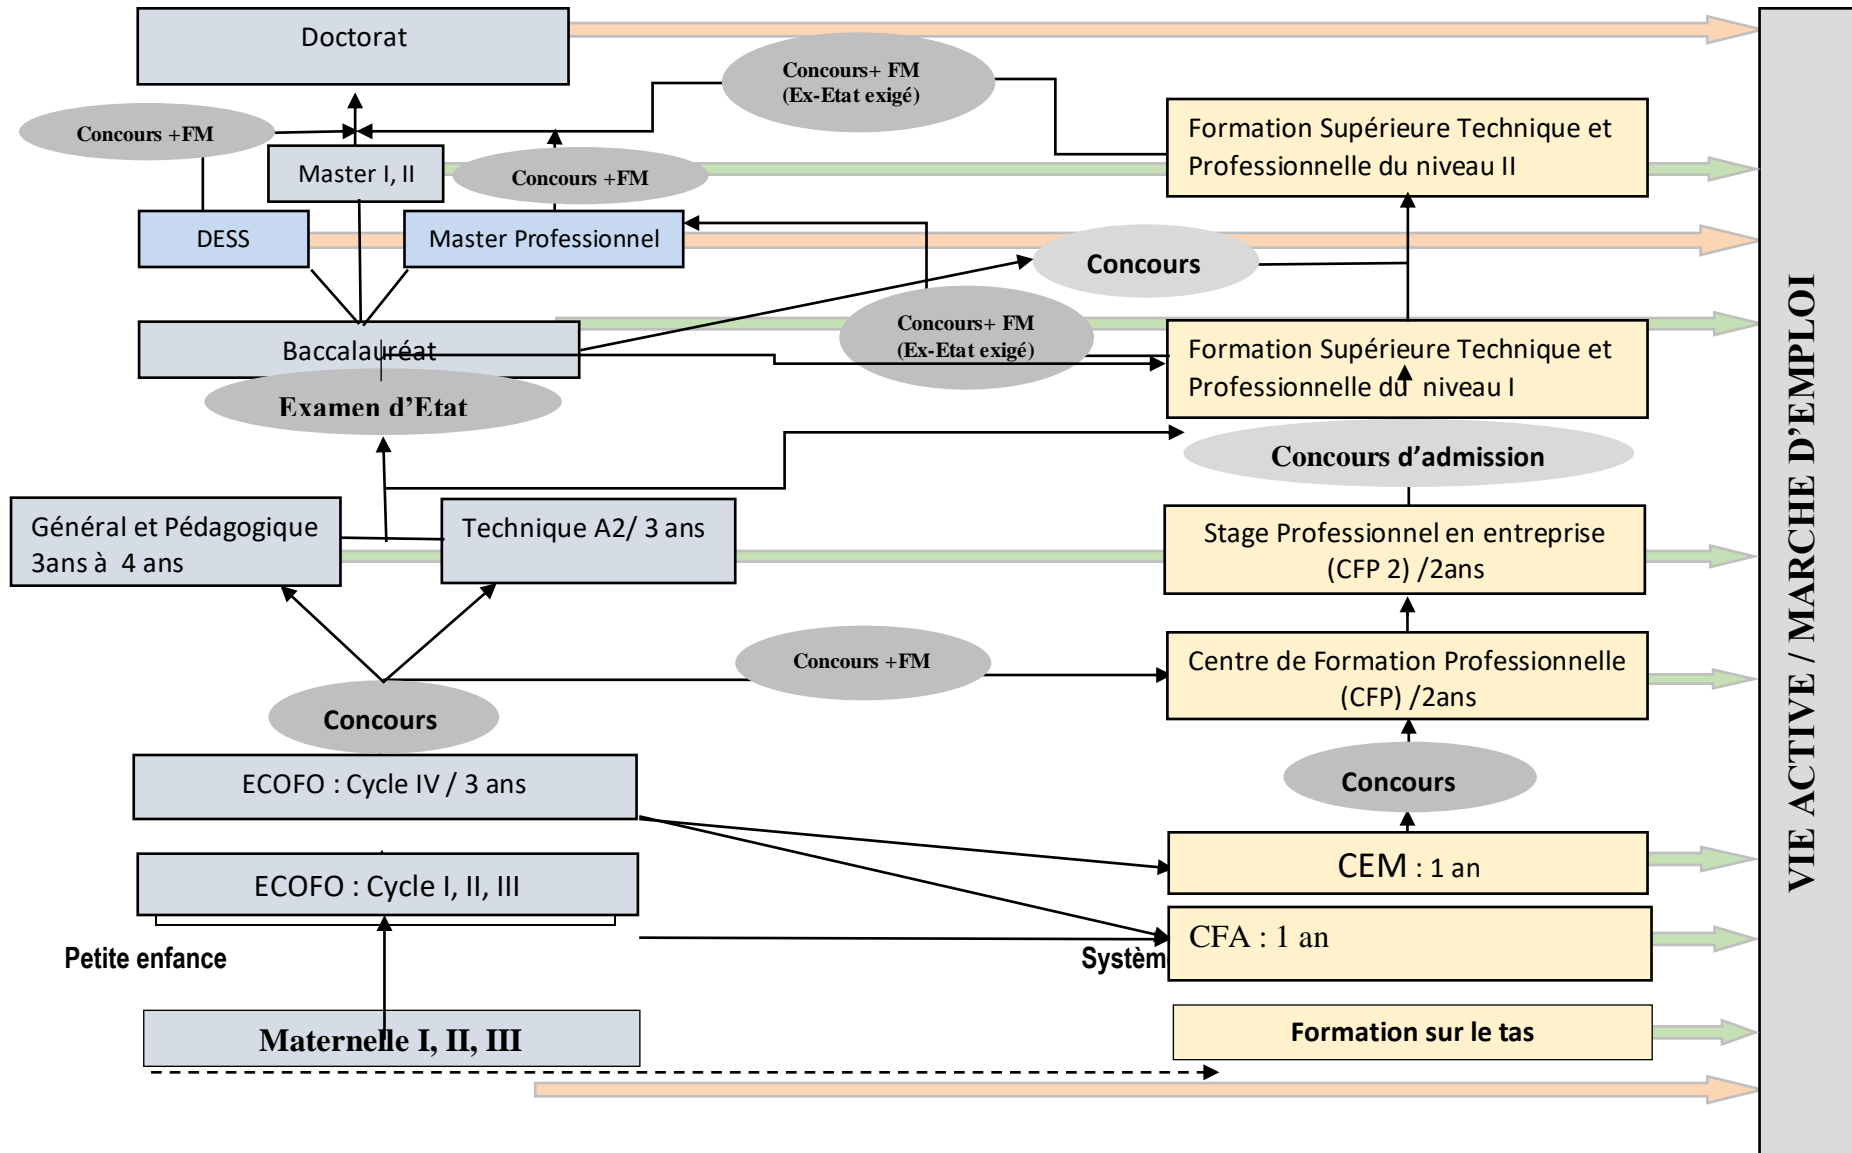 Doctorat
Concours+ FM
(Ex-Etat exigé)
Concours +FM
Formation Supérieure Technique et
Professionnelle du niveau II
Master I, II
Concours +FM
DESS
Master Professionnel
Concours
Concours+ FM
(Ex-Etat exigé)
Baccalauréat
Formation Supérieure Technique et
Professionnelle du niveau I
Examen d’Etat
Concours d’admission
Général et Pédagogique
3ans à 4 ans
Technique A2/ 3 ans
Stage Professionnel en entreprise
(CFP 2) /2ans
Concours +FM
Centre de Formation Professionnelle
(CFP) /2ans
Concours
ECOFO : Cycle IV / 3 ans
Concours
CEM : 1 an
ECOFO : Cycle I, II, III
CFA : 1 an
Petite enfance
Systèm
Maternelle I, II, III
Formation sur le tas
VIE ACTIVE / MARCHE D’EMPLOI